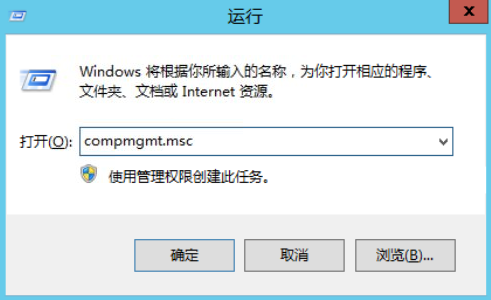 运行
x
Windows 将根据你所输入的名称，为你打开相应的程序、
文件夹、文档或 Internet 资源。
打开(O): compmgmt.msc
使用管理权限创建此任务。
确定 取消 浏览(B)...